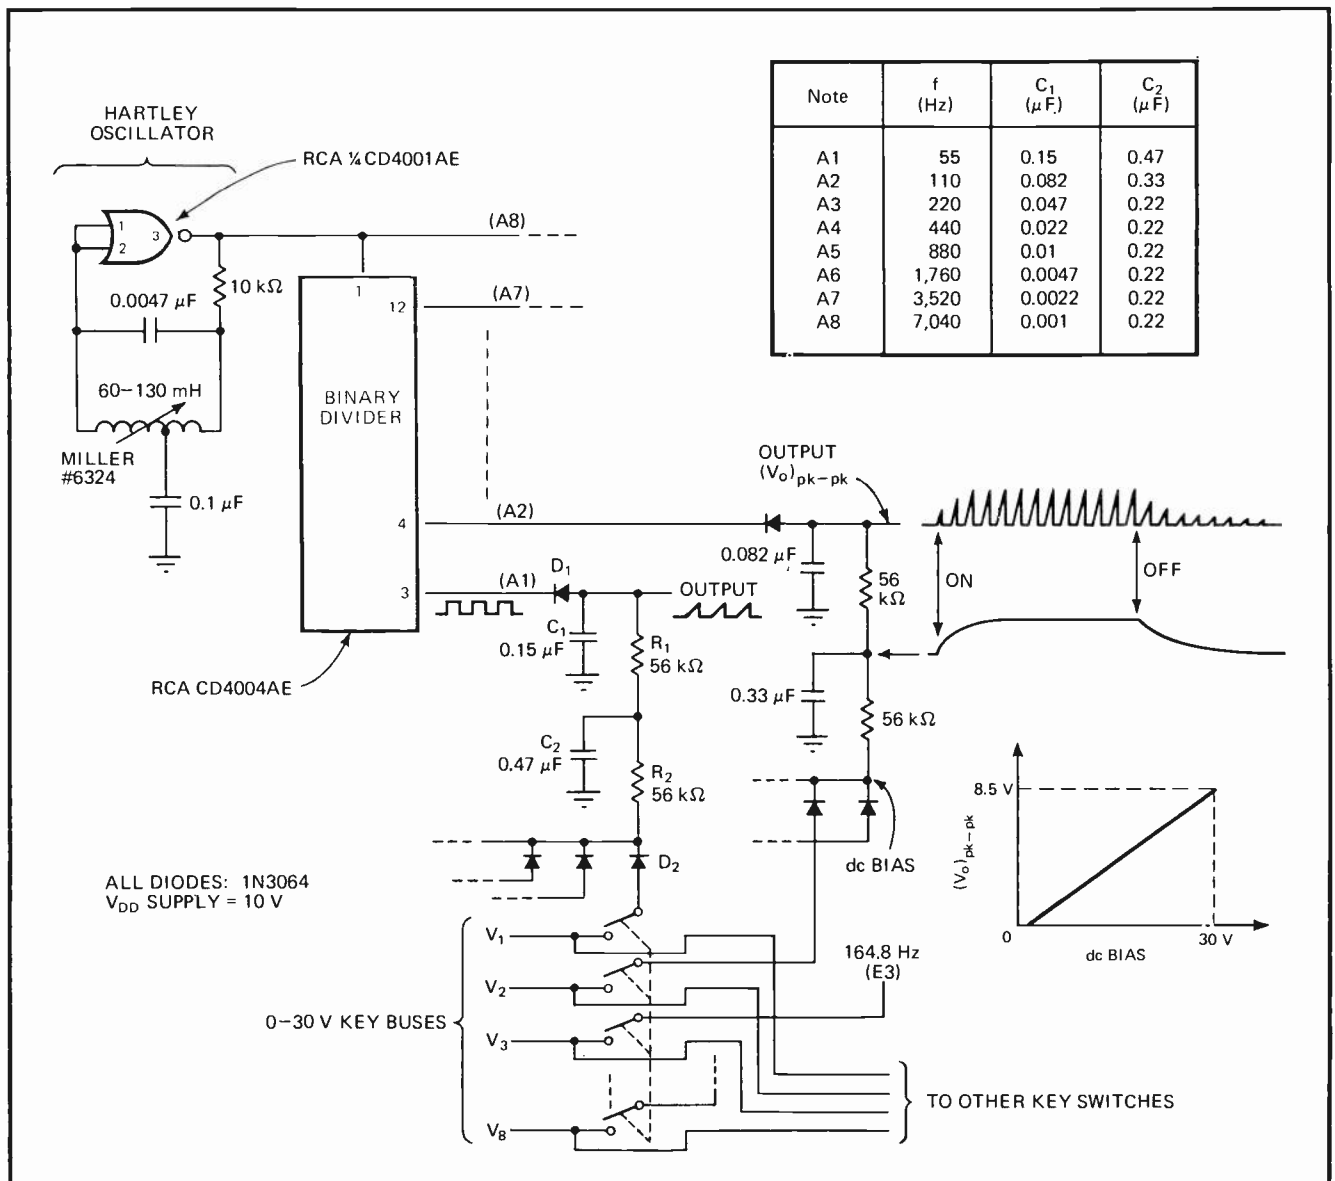 HARTLEY
OSCILLATOR
RCA ¼ CD4001AE
1
2
3
(A8)
10 kΩ
0.0047 μF
60–130 mH
MILLER
#6324
0.1 μF
1
12
(A7)
BINARY
DIVIDER
4
(A2)
3
(A1)
RCA CD4004AE
Note
f
(Hz)
C1
(μF)
C2
(μF)
A1 55 0.15 0.47
A2 110 0.082 0.33
A3 220 0.047 0.22
A4 440 0.022 0.22
A5 880 0.01 0.22
A6 1,760 0.0047 0.22
A7 3,520 0.0022 0.22
A8 7,040 0.001 0.22
OUTPUT
(Vo)pk–pk
0.082 μF
56
kΩ
ON
OFF
D1
OUTPUT
C1
0.15 μF
R1
56 kΩ
0.33 μF
56 kΩ
C2
0.47 μF
R2
56 kΩ
D2
dc BIAS
8.5 V
(Vo)pk–pk
0
30 V
dc BIAS
ALL DIODES: 1N3064
VDD SUPPLY = 10 V
V1
V2
V3
V8
0–30 V KEY BUSES
164.8 Hz
(E3)
TO OTHER KEY SWITCHES